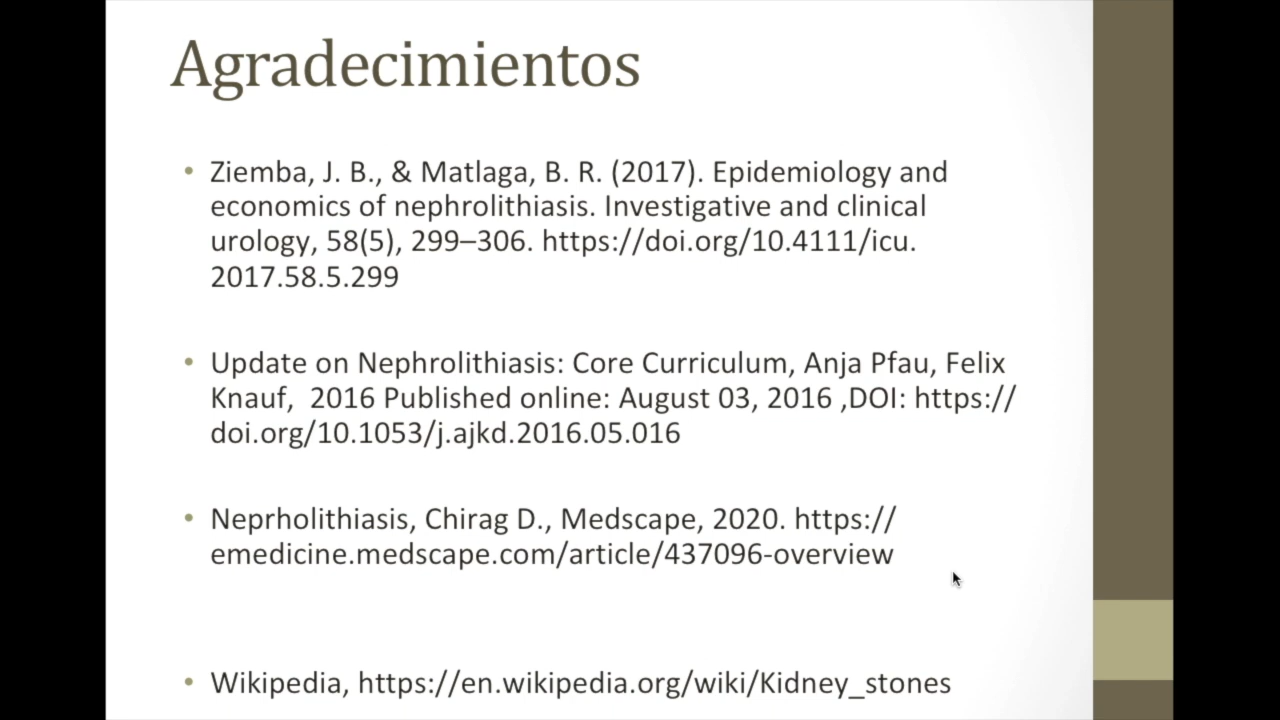 Agradecimientos
• Ziemba, J. B., & Matlaga, B. R. (2017). Epidemiology and
economics of nephrolithiasis. Investigative and clinical
urology, 58(5), 299–306. https://doi.org/10.4111/icu.
2017.58.5.299
• Update on Nephrolithiasis: Core Curriculum, Anja Pfau, Felix
Knauf,  2016 Published online: August 03, 2016 ,DOI: https://
doi.org/10.1053/j.ajkd.2016.05.016
• Neprholithiasis, Chirag D., Medscape, 2020. https://
emedicine.medscape.com/article/437096-overview
• Wikipedia, https://en.wikipedia.org/wiki/Kidney_stones